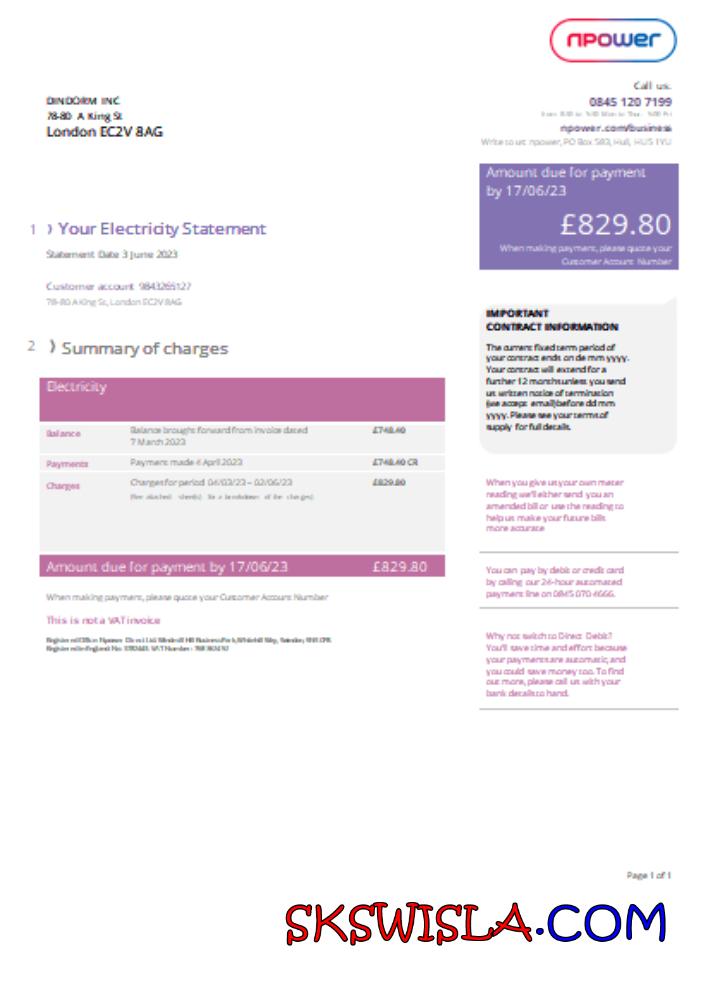 npower
Call us:
0845 120 7199
npower.com/business
Write to us: npower, PO Box 583, Hull, HU5 1YU
DINDORM INC
78-80 A King St
London EC2V 8AG
Amount due for payment
by 17/06/23
£829.80
When making payment, please quote your
Customer Account Number
1 ) Your Electricity Statement
Statement Date 3 June 2023
Customer account 9843265127
78-80 A King St, London EC2V 8AG
IMPORTANT
CONTRACT INFORMATION
The current fixed term period of
your contract ends on de mm yyyy.
Your contract will extend for a
further 12 months unless you send
us written notice of termination
(we accept email) before dd mm
yyyy. Please see your terms of
supply for full details.
2 ) Summary of charges
Electricity
Balance Balance brought forward from invoice dated £748.40
7 March 2023
Payments Payment made 4 April 2023 £748.40 CR
Charges Charges for period 04/03/23 – 02/06/23 £829.80
(See attached sheet(s) for a breakdown of the charges).
Amount due for payment by 17/06/23 £829.80
When making payment, please quote your Customer Account Number
This is not a VAT invoice
When you give us your own meter
reading we'll either send you an
amended bill or use the reading to
help us make your future bills
more accurate
You can pay by debit or credit card
by calling our 24-hour automated
payment line on 0845 070 4666.
Why not switch to Direct Debit?
You'll save time and effort because
your payments are automatic, and
you could save money too. To find
out more, please call us with your
bank details to hand.
Page 1 of 1
SKSWISLA.COM